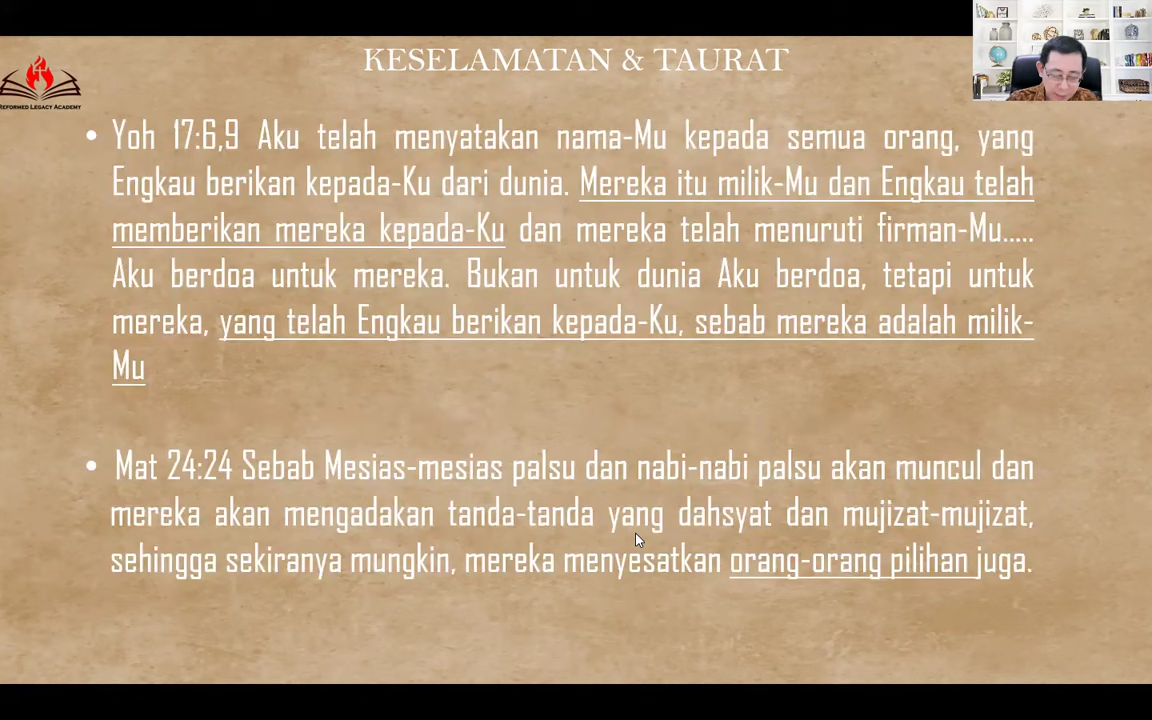 KESELAMATAN & TAURAT
REFORMED LEGACY ACADEMY
• Yoh 17:6,9 Aku telah menyatakan nama-Mu kepada semua orang, yang
Engkau berikan kepada-Ku dari dunia. Mereka itu milik-Mu dan Engkau telah
memberikan mereka kepada-Ku dan mereka telah menuruti firman-Mu.....
Aku berdoa untuk mereka. Bukan untuk dunia Aku berdoa, tetapi untuk
mereka, yang telah Engkau berikan kepada-Ku, sebab mereka adalah milik-
Mu
• Mat 24:24 Sebab Mesias-mesias palsu dan nabi-nabi palsu akan muncul dan
mereka akan mengadakan tanda-tanda yang dahsyat dan mujizat-mujizat,
sehingga sekiranya mungkin, mereka menyesatkan orang-orang pilihan juga.